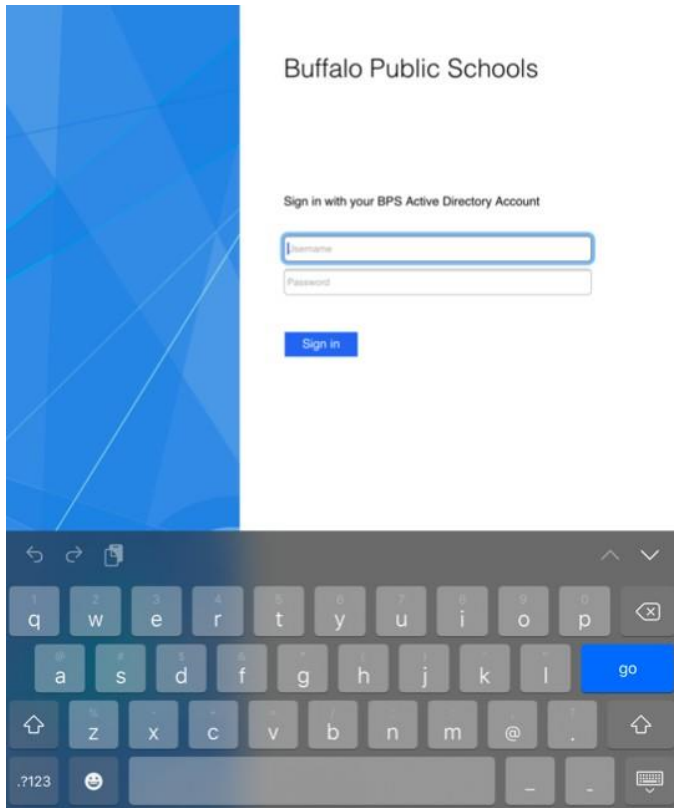 Buffalo Public Schools
Sign in with your BPS Active Directory Account
Username
Password
Sign in
q w e r t y u i o p
a s d f g h j k l go
z x c v b n m @ .
.?123 _ -